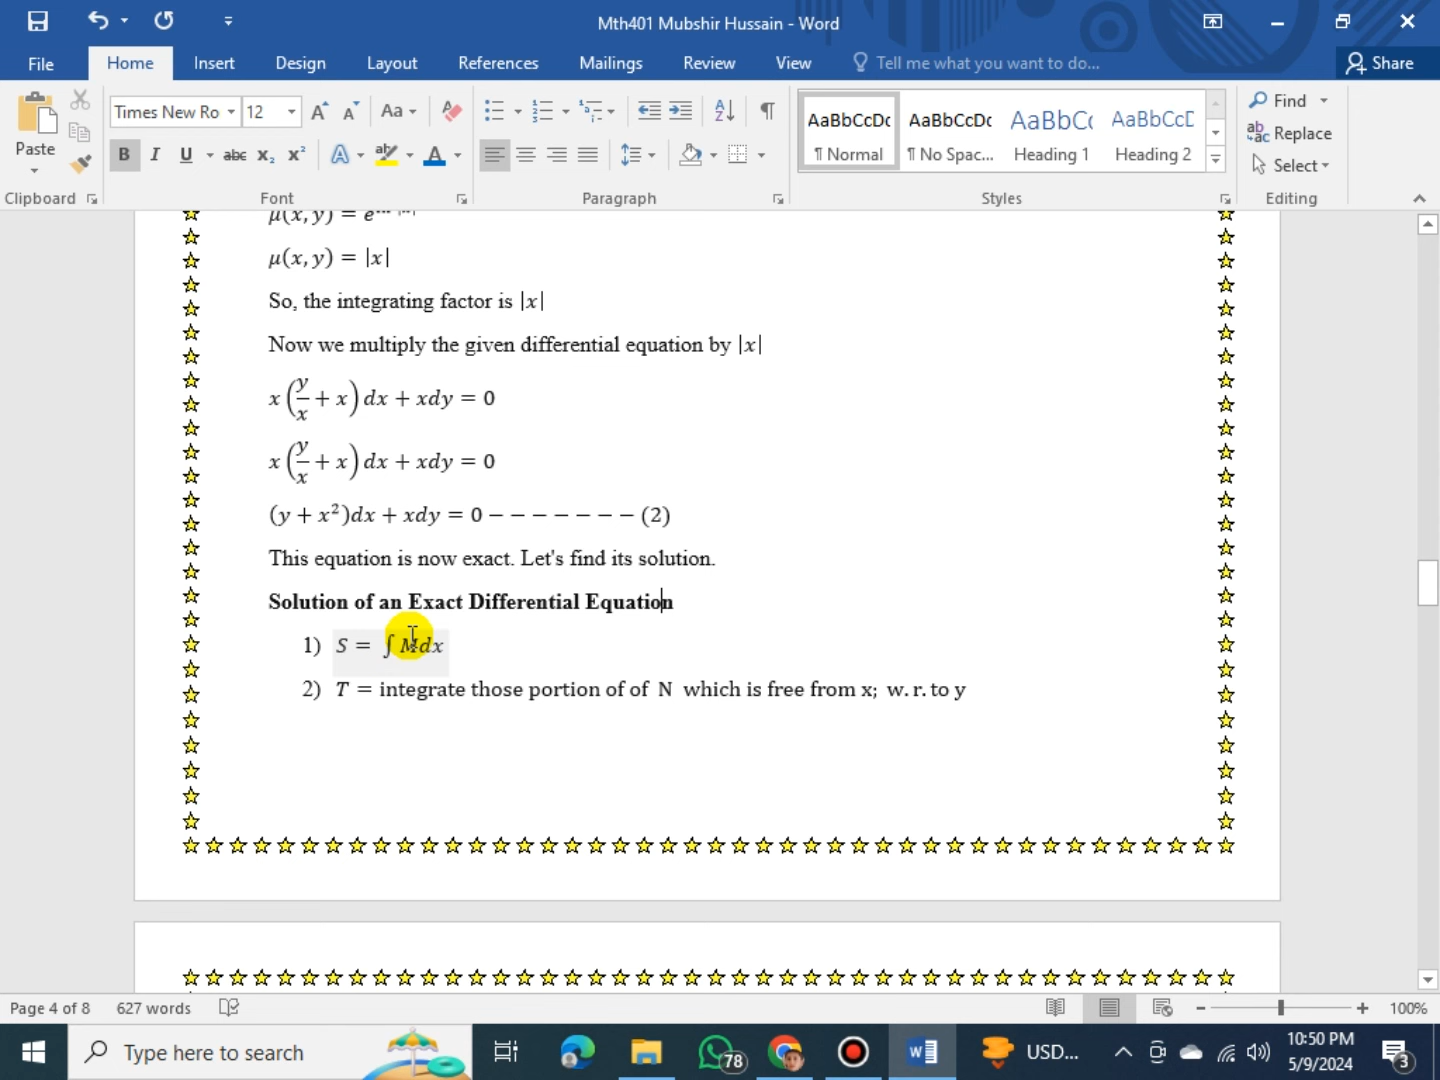 Mth401 Mubshir Hussain - Word
File Home Insert Design Layout References Mailings Review View Tell me what you want to do... Share
Paste
Times New Ro 12 Aa
B I U abc x₂ x² A ab A
AaBbCcDc AaBbCcDc AaBbCc AaBbCcD
¶ Normal ¶ No Spac... Heading 1 Heading 2
Find
Replace
Select
Clipboard Font Paragraph Styles Editing
μ(x, y) = |x|
So, the integrating factor is |x|
Now we multiply the given differential equation by |x|
x(y/x + x)dx + xdy = 0
x(y/x + x)dx + xdy = 0
(y + x²)dx + xdy = 0 − − − − − − − (2)
This equation is now exact. Let's find its solution.
Solution of an Exact Differential Equation
1) S = ∫ Mdx
2) T = integrate those portion of of N which is free from x; w. r. to y
Page 4 of 8 627 words 100%
Type here to search 78 USD... 10:50 PM
5/9/2024 3